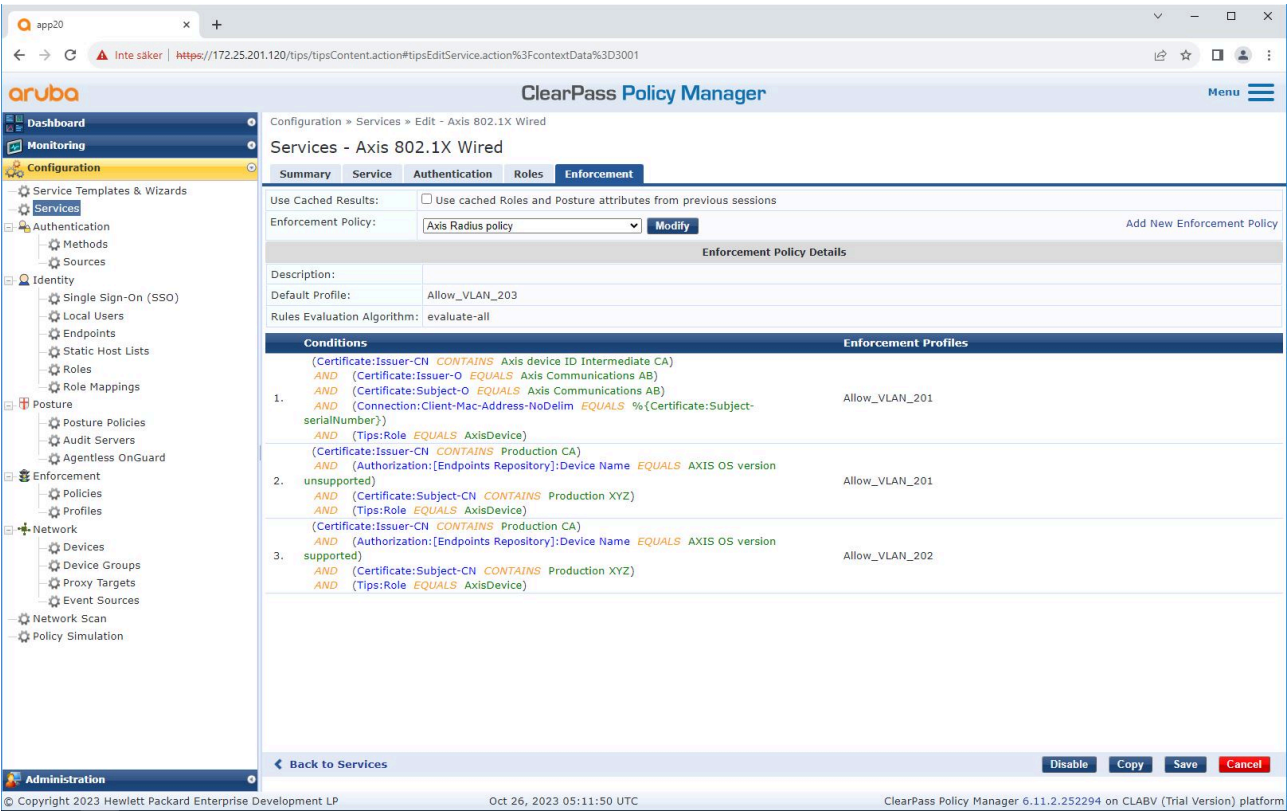 app20
Inte säker | https://172.25.201.120/tips/tipsContent.action#tipsEditService.action%3FcontextData%3D3001
aruba
ClearPass Policy Manager
Menu
Dashboard
Monitoring
Configuration
Service Templates & Wizards
Services
Authentication
Methods
Sources
Identity
Single Sign-On (SSO)
Local Users
Endpoints
Static Host Lists
Roles
Role Mappings
Posture
Posture Policies
Audit Servers
Agentless OnGuard
Enforcement
Policies
Profiles
Network
Devices
Device Groups
Proxy Targets
Event Sources
Network Scan
Policy Simulation
Administration
Configuration » Services » Edit - Axis 802.1X Wired
Services - Axis 802.1X Wired
Summary Service Authentication Roles Enforcement
Use Cached Results: Use cached Roles and Posture attributes from previous sessions
Enforcement Policy: Axis Radius policy Modify Add New Enforcement Policy
Enforcement Policy Details
Description:
Default Profile: Allow_VLAN_203
Rules Evaluation Algorithm: evaluate-all
Conditions Enforcement Profiles
(Certificate:Issuer-CN CONTAINS Axis device ID Intermediate CA)
AND (Certificate:Issuer-O EQUALS Axis Communications AB)
AND (Certificate:Subject-O EQUALS Axis Communications AB)
1. AND (Connection:Client-Mac-Address-NoDelim EQUALS %{Certificate:Subject- Allow_VLAN_201
serialNumber})
AND (Tips:Role EQUALS AxisDevice)
(Certificate:Issuer-CN CONTAINS Production CA)
AND (Authorization:[Endpoints Repository]:Device Name EQUALS AXIS OS version
2. unsupported) Allow_VLAN_201
AND (Certificate:Subject-CN CONTAINS Production XYZ)
AND (Tips:Role EQUALS AxisDevice)
(Certificate:Issuer-CN CONTAINS Production CA)
AND (Authorization:[Endpoints Repository]:Device Name EQUALS AXIS OS version
3. supported) Allow_VLAN_202
AND (Certificate:Subject-CN CONTAINS Production XYZ)
AND (Tips:Role EQUALS AxisDevice)
Back to Services Disable Copy Save Cancel
© Copyright 2023 Hewlett Packard Enterprise Development LP Oct 26, 2023 05:11:50 UTC ClearPass Policy Manager 6.11.2.252294 on CLABV (Trial Version) platform